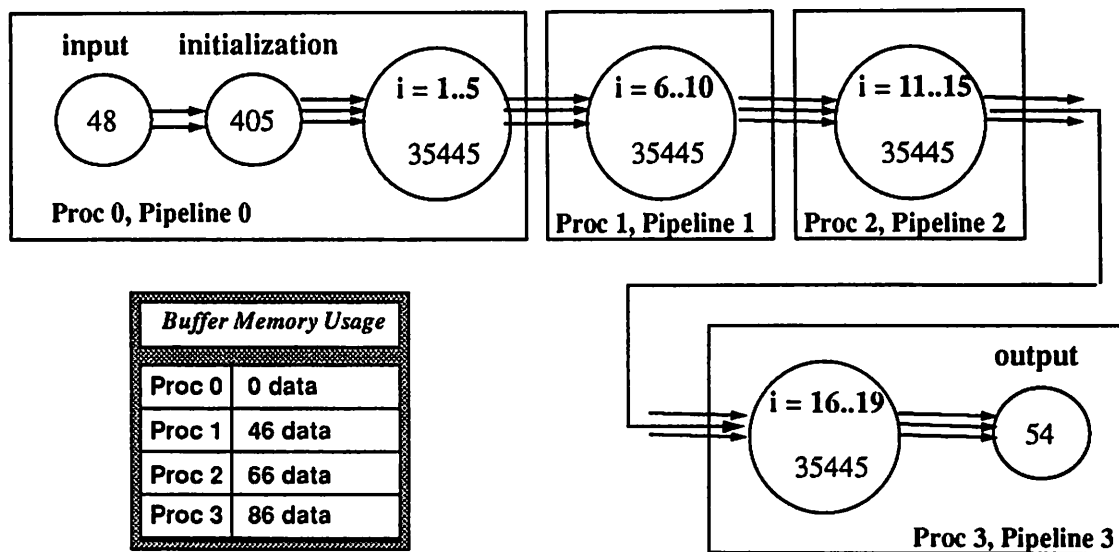 input
initialization
48
405
i = 1..5
35445
Proc 0, Pipeline 0
i = 6..10
35445
Proc 1, Pipeline 1
i = 11..15
35445
Proc 2, Pipeline 2
Buffer Memory Usage
Proc 0 0 data
Proc 1 46 data
Proc 2 66 data
Proc 3 86 data
i = 16..19
35445
output
54
Proc 3, Pipeline 3